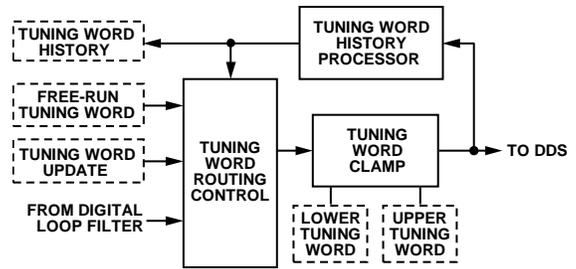 TUNING WORD
HISTORY
TUNING WORD
HISTORY
PROCESSOR
FREE-RUN
TUNING WORD
TUNING WORD
UPDATE
FROM DIGITAL
LOOP FILTER
TUNING
WORD
ROUTING
CONTROL
TUNING
WORD
CLAMP
TO DDS
LOWER
TUNING
WORD
UPPER
TUNING
WORD